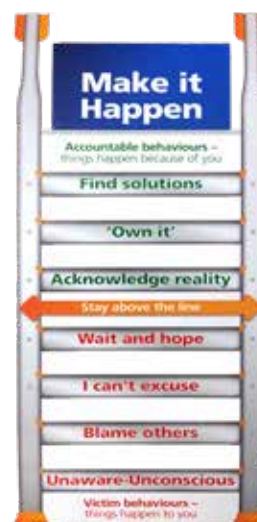 Make it
Happen
Accountable behaviours –
things happen because of you
Find solutions
'Own it'
Acknowledge reality
Stay above the line
Wait and hope
I can't excuse
Blame others
Unaware-Unconscious
Victim behaviours –
things happen to you